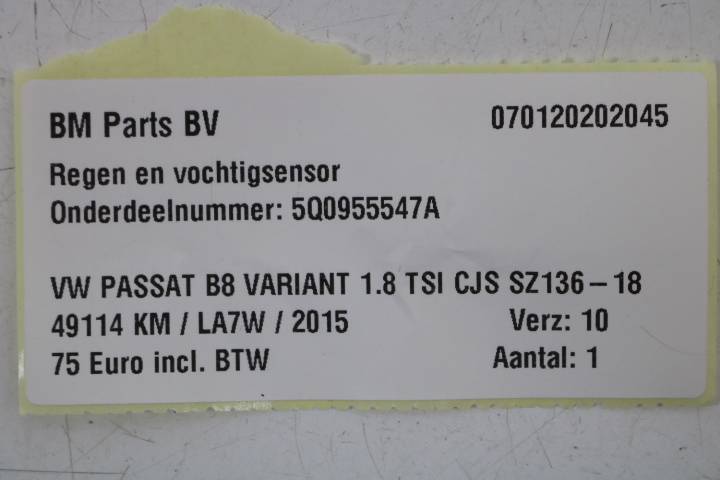 BM Parts BV 070120202045
Regen en vochtigsensor
Onderdeelnummer: 5Q0955547A
VW PASSAT B8 VARIANT 1.8 TSI CJS SZ136-18
49114 KM / LA7W / 2015 Verz: 10
75 Euro incl. BTW Aantal: 1